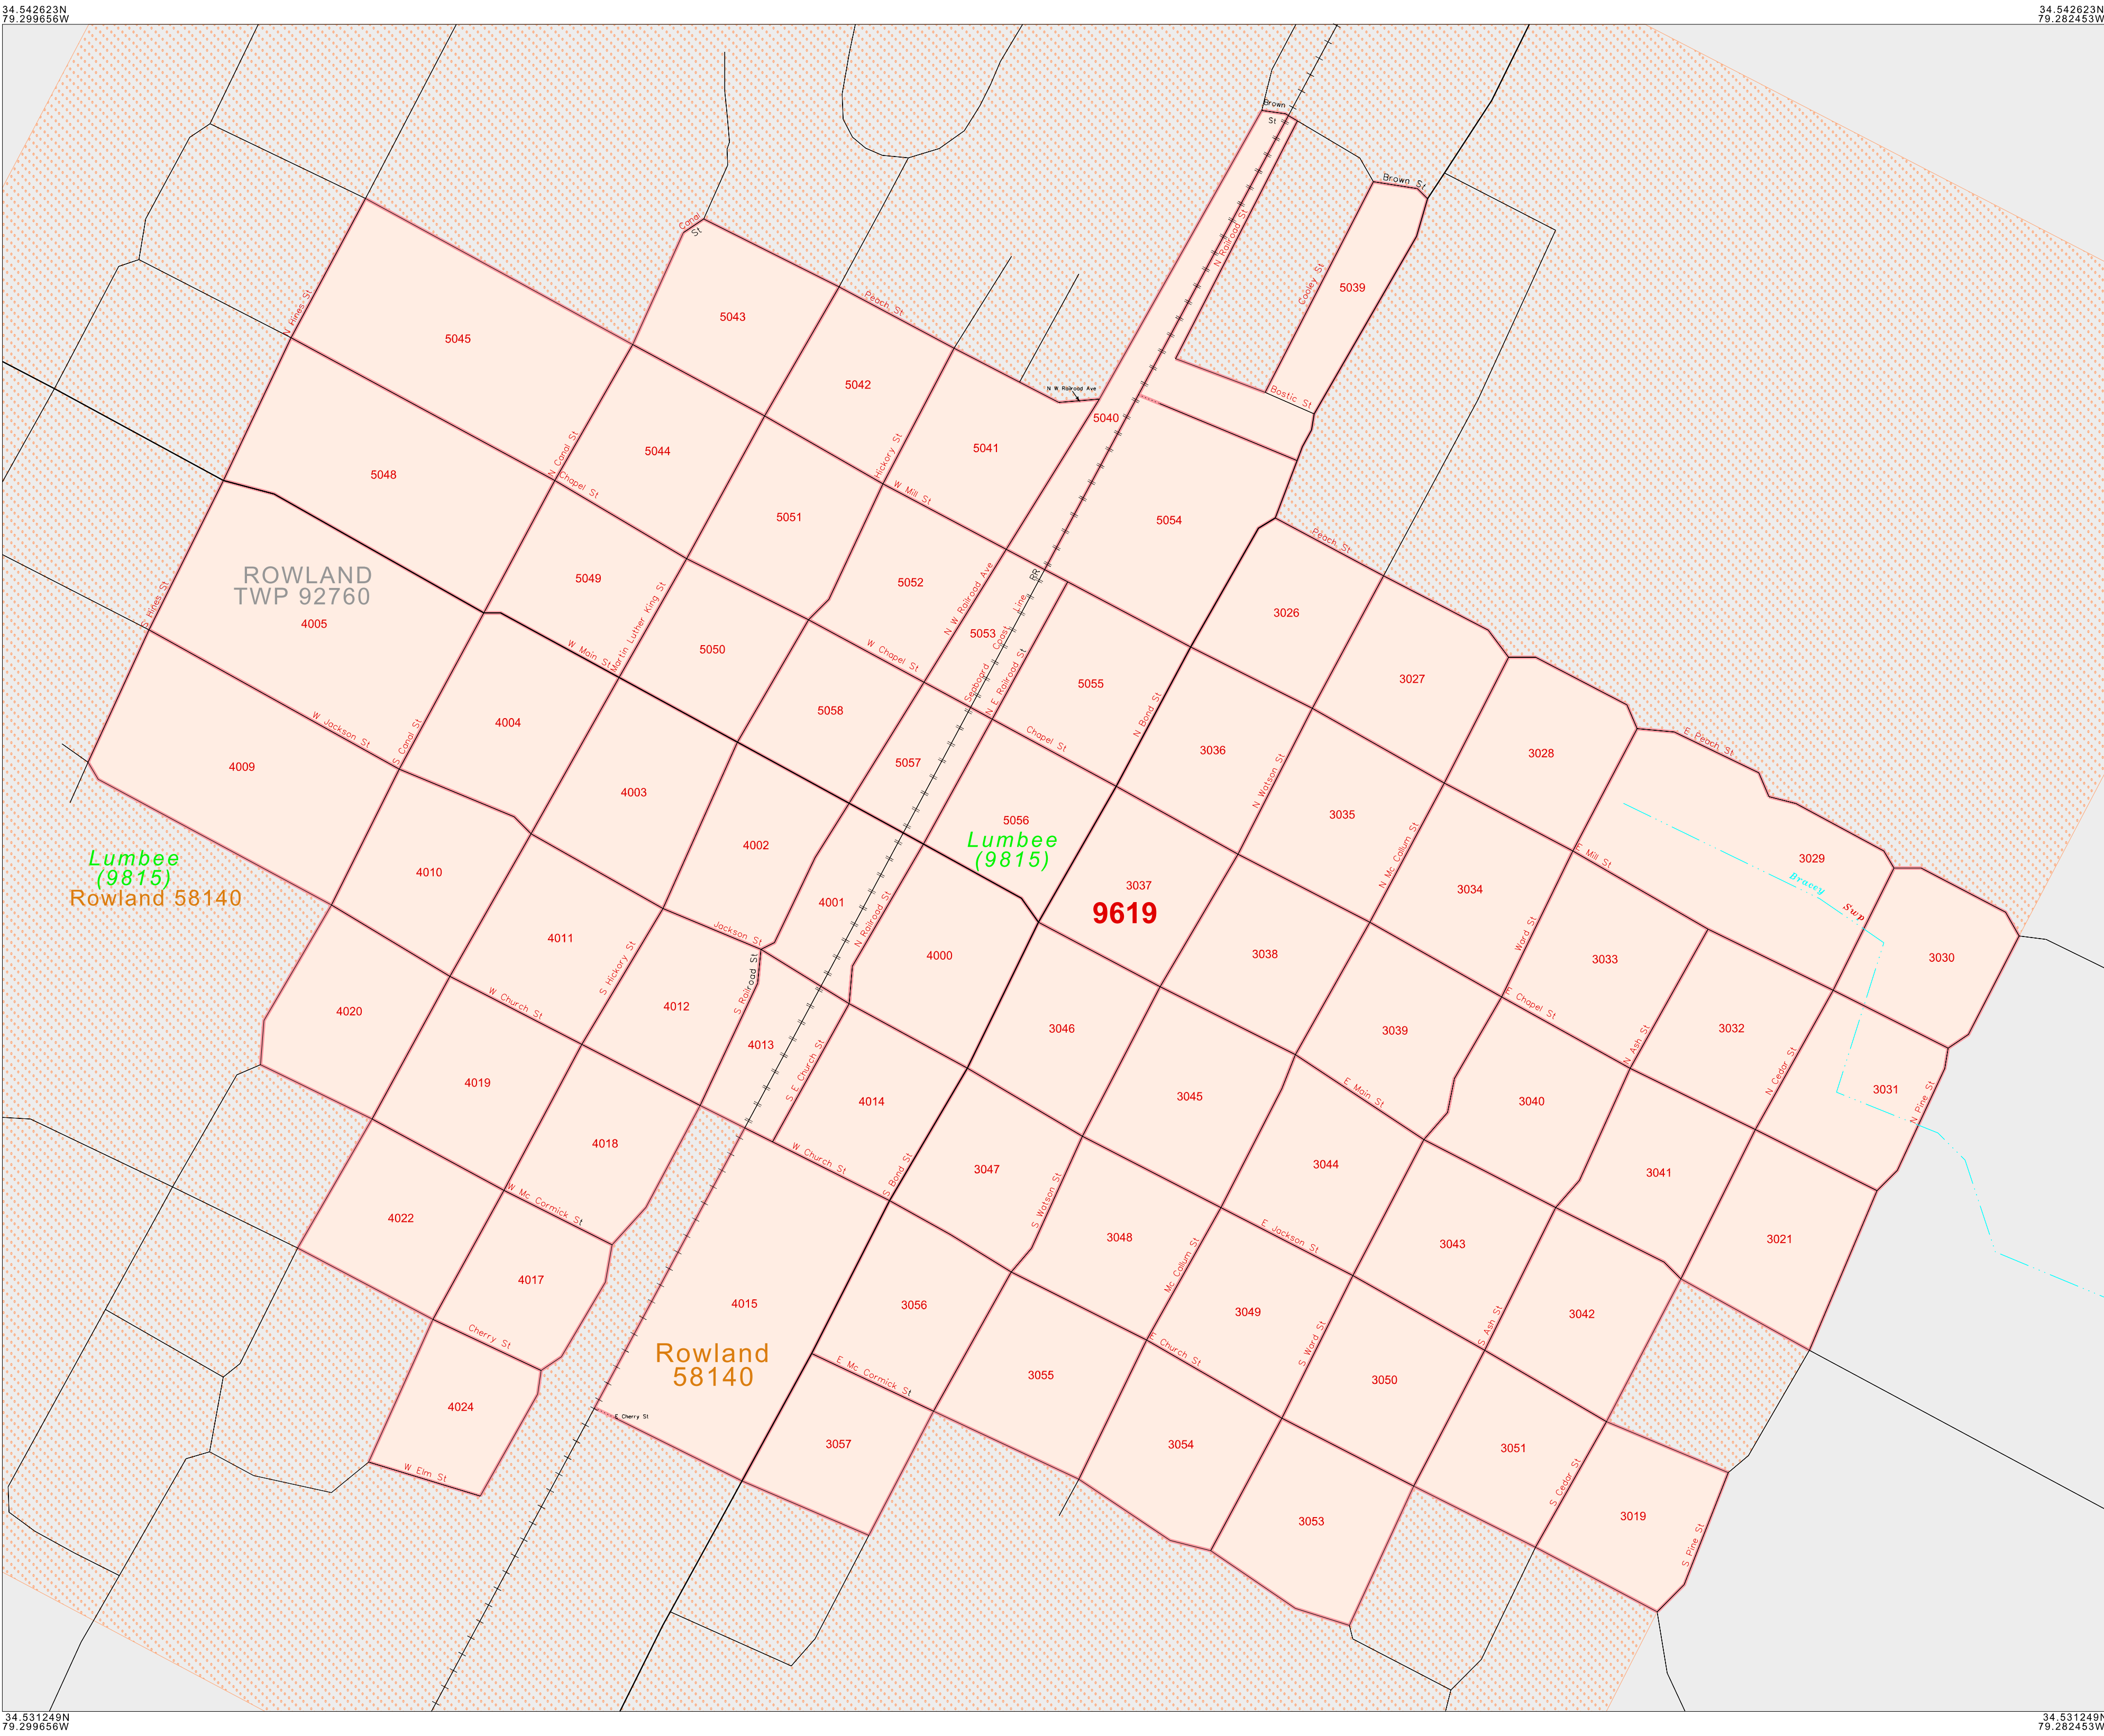 34.542623N
79.299656W
34.542623N
79.282453W
Brown
St
Brown St
Canal
St
N Railroad St
Cooley St
5039
N Hines St
5043
Peach St
5045
5042
N W Railroad Ave
Bostic St
5040
5044
Hickory St
5041
N Canal St
5048
Chapel St
W Mill St
5051
5054
Peach St
ROWLAND
TWP 92760
5049
5052
RR
N W Railroad Ave
S Hines St
4005
Martin Luther King St
Line
Coast
Seaboard
5053
3026
W Main St
5050
W Chapel St
N E Railroad St
5055
3027
W Jackson St
S Canal St
4004
5058
N Bond St
Chapel St
E Peach St
4009
5057
3036
3028
4003
N Watson St
5056
3035
Lumbee
(9815)
Lumbee
(9815)
Rowland 58140
4002
N Mc Callum St
E Mill St
3029
4010
Bracey
Swp
3037
9619
3034
4001
N Railroad St
Jackson St
Ward St
4011
S Hickory St
4000
3038
3033
3030
S Railroad St
W Church St
E Chapel St
4020
4012
3046
3039
3032
4013
N Ash St
4019
S E Church St
4014
3045
E Main St
3040
N Cedar St
3031
N Pine St
4018
W Church St
S Bond St
3047
3044
3041
W Mc Cormick St
S Watson St
4022
3048
E Jackson St
3043
3021
Mc Callum St
4017
4015
3056
3049
S Ward St
S Ash St
3042
Cherry St
Rowland
58140
E Mc Cormick St
E Church St
3055
3050
4024
E Cherry St
W Elm St
3057
3054
3051
S Cedar St
3053
3019
S Pine St
34.531249N
79.299656W
34.531249N
79.282453W